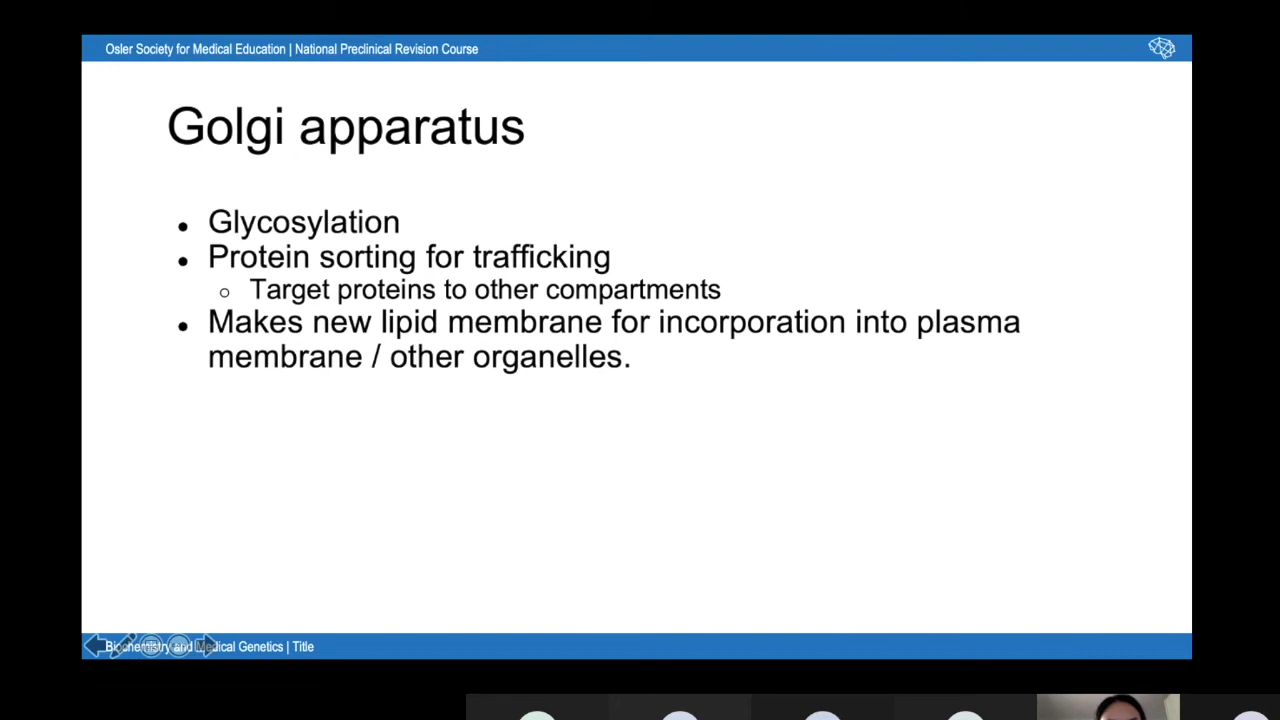 Osler Society for Medical Education | National Preclinical Revision Course
Golgi apparatus
● Glycosylation
● Protein sorting for trafficking
○ Target proteins to other compartments
● Makes new lipid membrane for incorporation into plasma
membrane / other organelles.
Biochemistry and Medical Genetics | Title